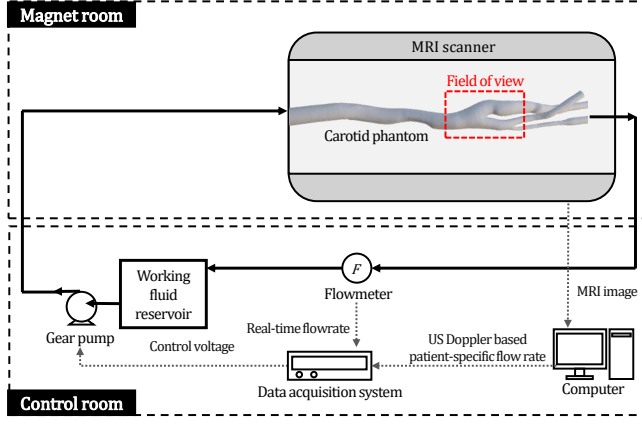 Magnet room
MRI scanner
Field of view
Carotid phantom
Working
fluid
reservoir
F
Flowmeter
MRI image
Gear pump
Real-time flowrate
Control voltage
US Doppler based
patient-specific flow rate
Data acquisition system
Computer
Control room